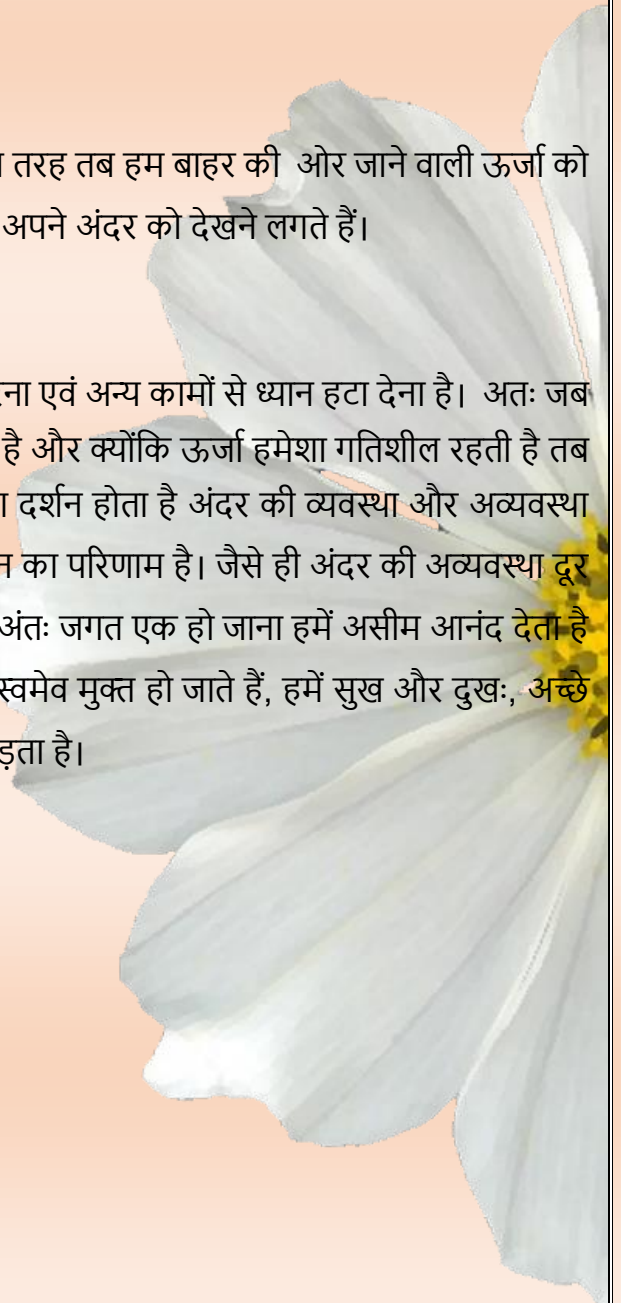 तरह तब हम बाहर की ओर जाने वाली ऊर्जा को
अपने अंदर को देखने लगते हैं।
एवं अन्य कामों से ध्यान हटा देना है। अतः जब
है और क्योंकि ऊर्जा हमेशा गतिशील रहती है तब
दर्शन होता है अंदर की व्यवस्था और अव्यवस्था
का परिणाम है। जैसे ही अंदर की अव्यवस्था दूर
अंतः जगत एक हो जाना हमें असीम आनंद देता है
स्वमेव मुक्त हो जाते हैं, हमें सुख और दुखः, अच्छे
है।